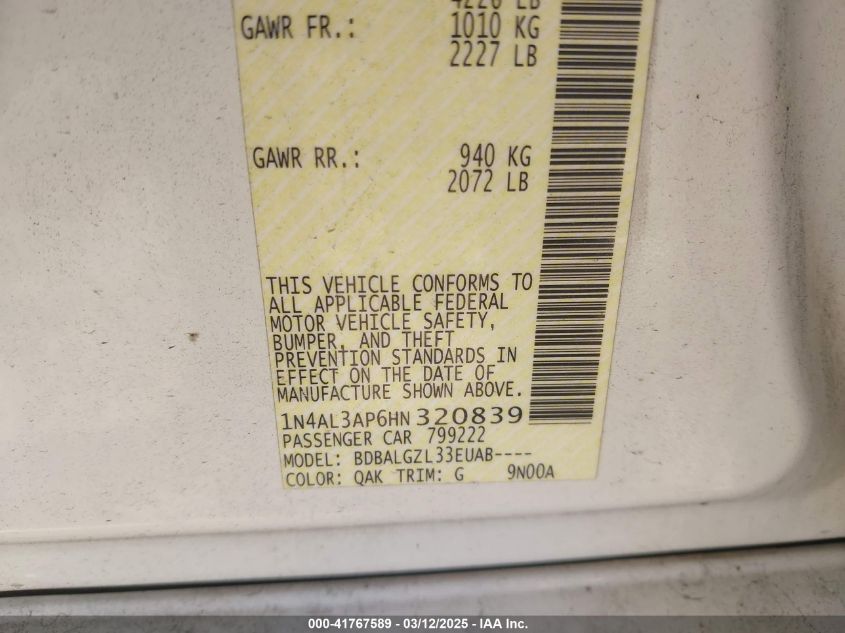 4226 LB
GAWR FR.: 1010 KG
2227 LB
GAWR RR.: 940 KG
2072 LB
THIS VEHICLE CONFORMS TO
ALL APPLICABLE FEDERAL
MOTOR VEHICLE SAFETY,
BUMPER, AND THEFT
PREVENTION STANDARDS IN
EFFECT ON THE DATE OF
MANUFACTURE SHOWN ABOVE.
1N4AL3AP6HN320839
PASSENGER CAR 799222
MODEL: BDBALGZL33EUAB----
COLOR: QAK TRIM: G 9N00A
000-41767589 - 03/12/2025 - IAA Inc.